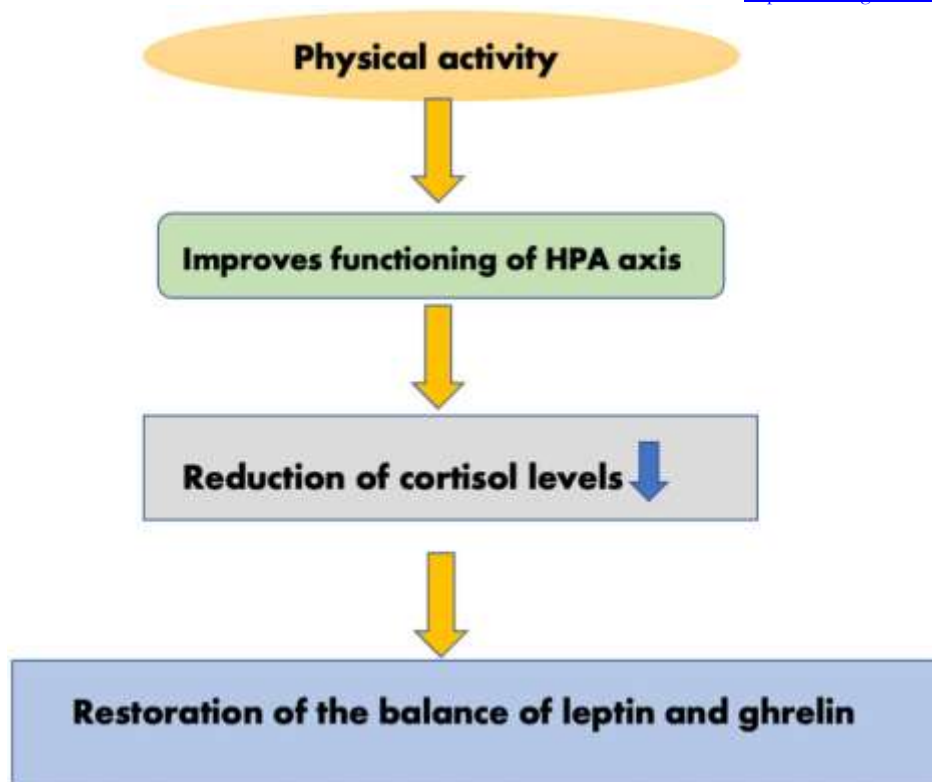 Physical activity
Improves functioning of HPA axis
Reduction of cortisol levels
Restoration of the balance of leptin and ghrelin